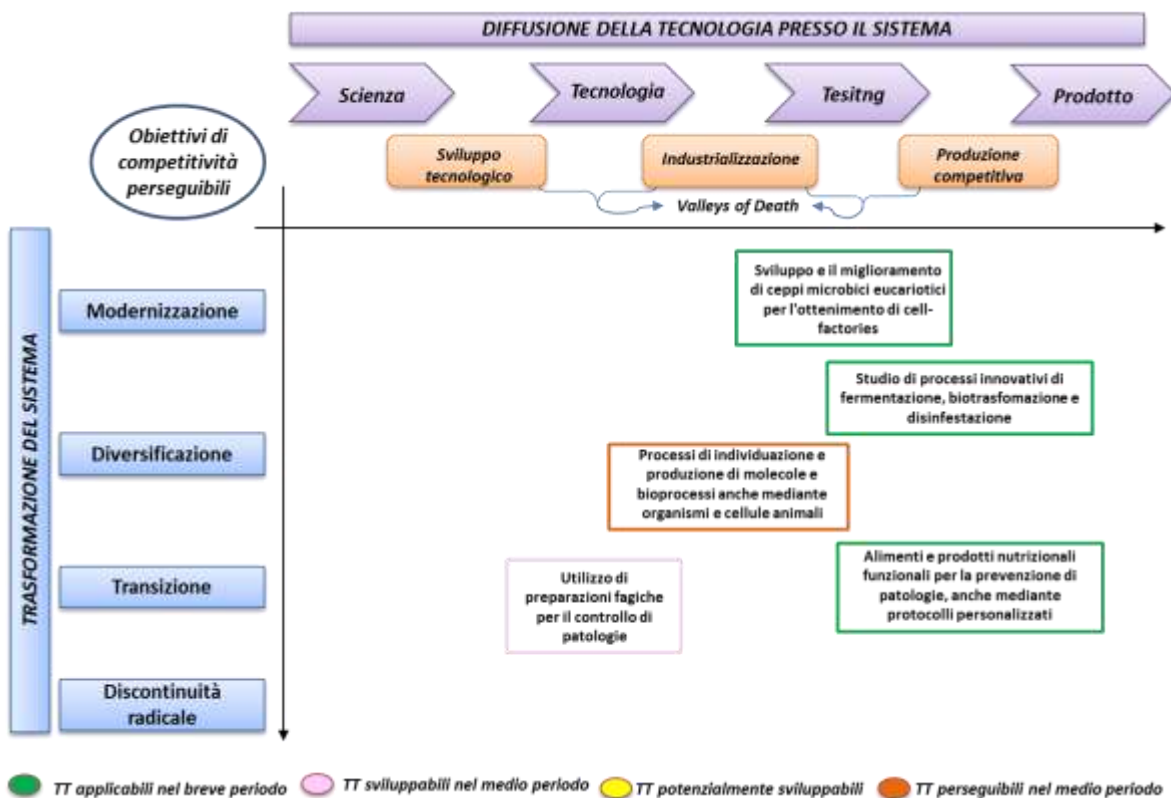 DIFFUSIONE DELLA TECNOLOGIA PRESSO IL SISTEMA
Scienza
Tecnologia
Tesitng
Prodotto
Obiettivi di
competitività
perseguibili
Sviluppo
tecnologico
Industrializzazione
Produzione
competitiva
Valleys of Death
TRASFORMAZIONE DEL SISTEMA
Modernizzazione
Sviluppo e il miglioramento
di ceppi microbici eucariotici
per l'ottenimento di cell-
factories
Studio di processi innovativi di
fermentazione, biotrasfomazione e
disinfestazione
Diversificazione
Processi di individuazione e
produzione di molecole e
bioprocessi anche mediante
organismi e cellule animali
Transizione
Utilizzo di
preparazioni fagiche
per il controllo di
patologie
Alimenti e prodotti nutrizionali
funzionali per la prevenzione di
patologie, anche mediante
protocolli personalizzati
Discontinuità
radicale
TT applicabili nel breve periodo
TT sviluppabili nel medio periodo
TT potenzialmente sviluppabili
TT perseguibili nel medio periodo